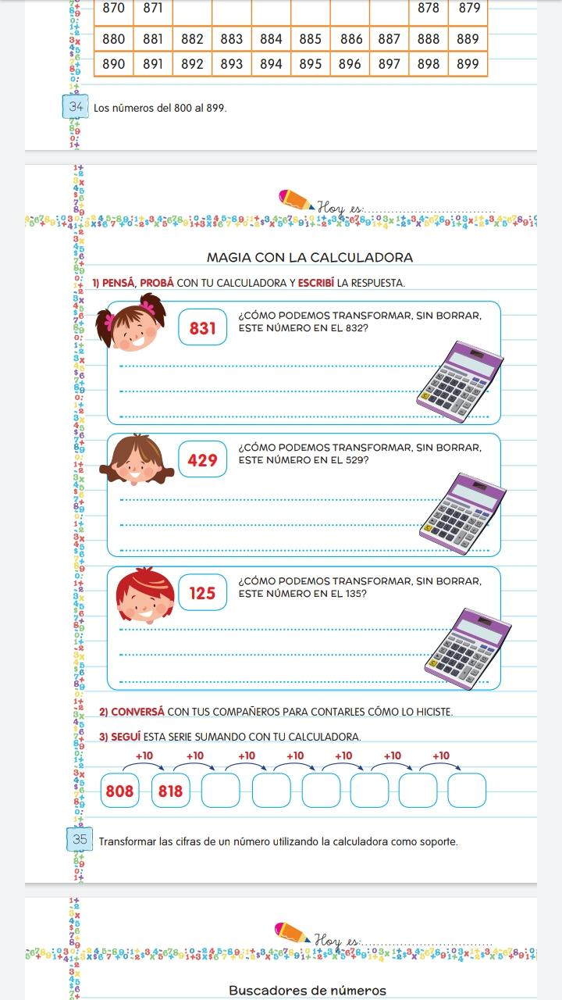 870 871 878 879
880 881 882 883 884 885 886 887 888 889
890 891 892 893 894 895 896 897 898 899
34 Los números del 800 al 899.
Hoy es:
MAGIA CON LA CALCULADORA
1) PENSÁ, PROBÁ CON TU CALCULADORA Y ESCRIBÍ LA RESPUESTA.
831
¿CÓMO PODEMOS TRANSFORMAR, SIN BORRAR,
ESTE NÚMERO EN EL 832?
429
¿CÓMO PODEMOS TRANSFORMAR, SIN BORRAR,
ESTE NÚMERO EN EL 529?
125
¿CÓMO PODEMOS TRANSFORMAR, SIN BORRAR,
ESTE NÚMERO EN EL 135?
2) CONVERSÁ CON TUS COMPAÑEROS PARA CONTARLES CÓMO LO HICISTE.
3) SEGUÍ ESTA SERIE SUMANDO CON TU CALCULADORA.
+10 +10 +10 +10 +10 +10 +10
808 818
35 Transformar las cifras de un número utilizando la calculadora como soporte.
Hoy es:
Buscadores de números